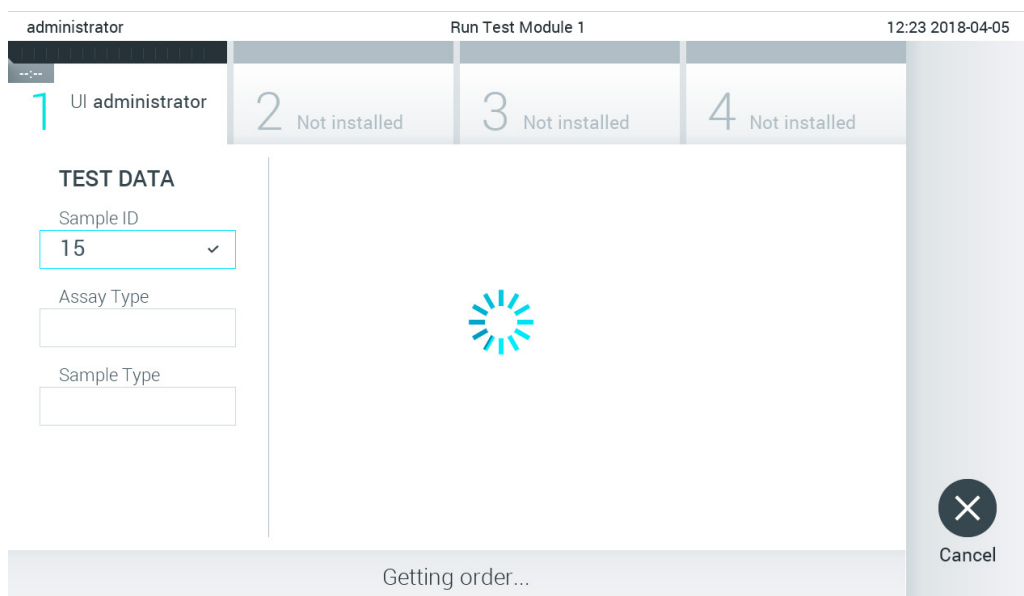 administrator Run Test Module 1 12:23 2018-04-05
--:--
1 UI administrator 2 Not installed 3 Not installed 4 Not installed
TEST DATA
Sample ID
15
Assay Type
Sample Type
Cancel
Getting order...